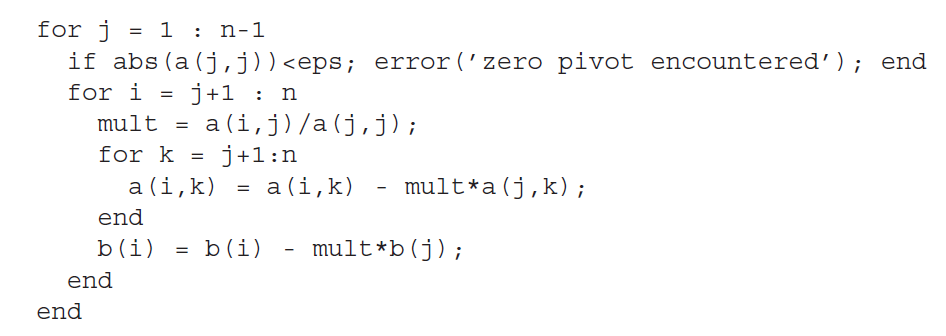 for j = 1 : n-1
  if abs(a(j,j))<eps; error(’zero pivot encountered’); end
  for i = j+1 : n
    mult = a(i,j)/a(j,j);
    for k = j+1:n
      a(i,k) = a(i,k) - mult*a(j,k);
    end
    b(i) = b(i) - mult*b(j);
  end
end